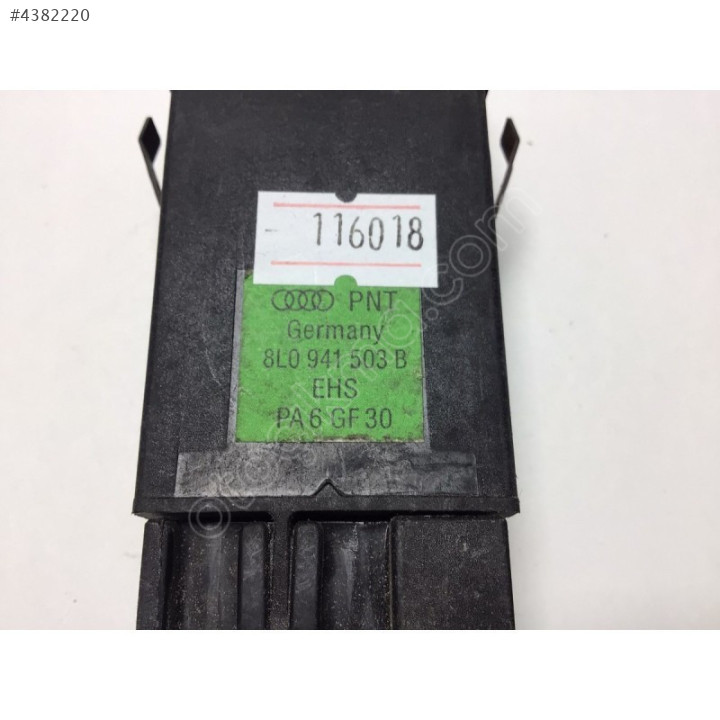 #4382220
- 116018
PNT
Germany
8L0 941 503 B
EHS
PA 6 GF 30